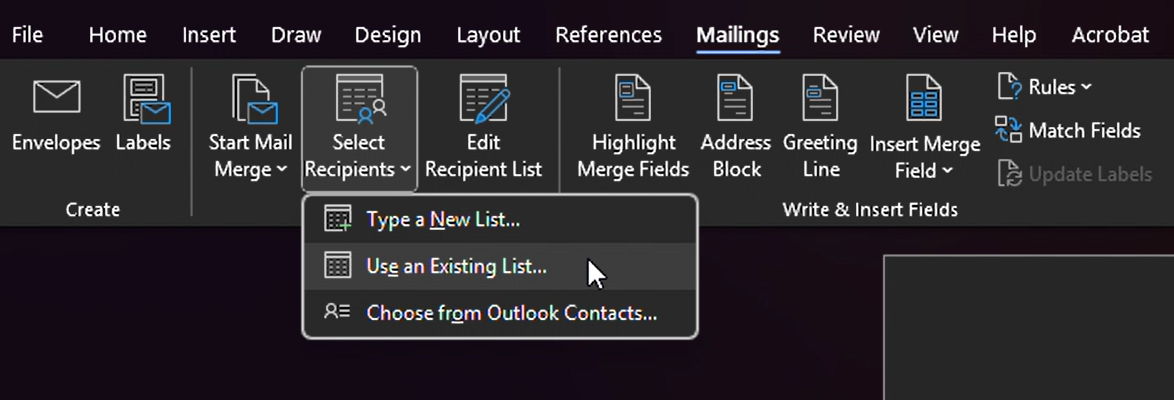 File Home Insert Draw Design Layout References Mailings Review View Help Acrobat
Envelopes
Labels
Start Mail
Merge
Select
Recipients
Edit
Recipient List
Highlight
Merge Fields
Address
Block
Greeting
Line
Insert Merge
Field
Rules
Match Fields
Update Labels
Create
Write & Insert Fields
Type a New List...
Use an Existing List...
Choose from Outlook Contacts...